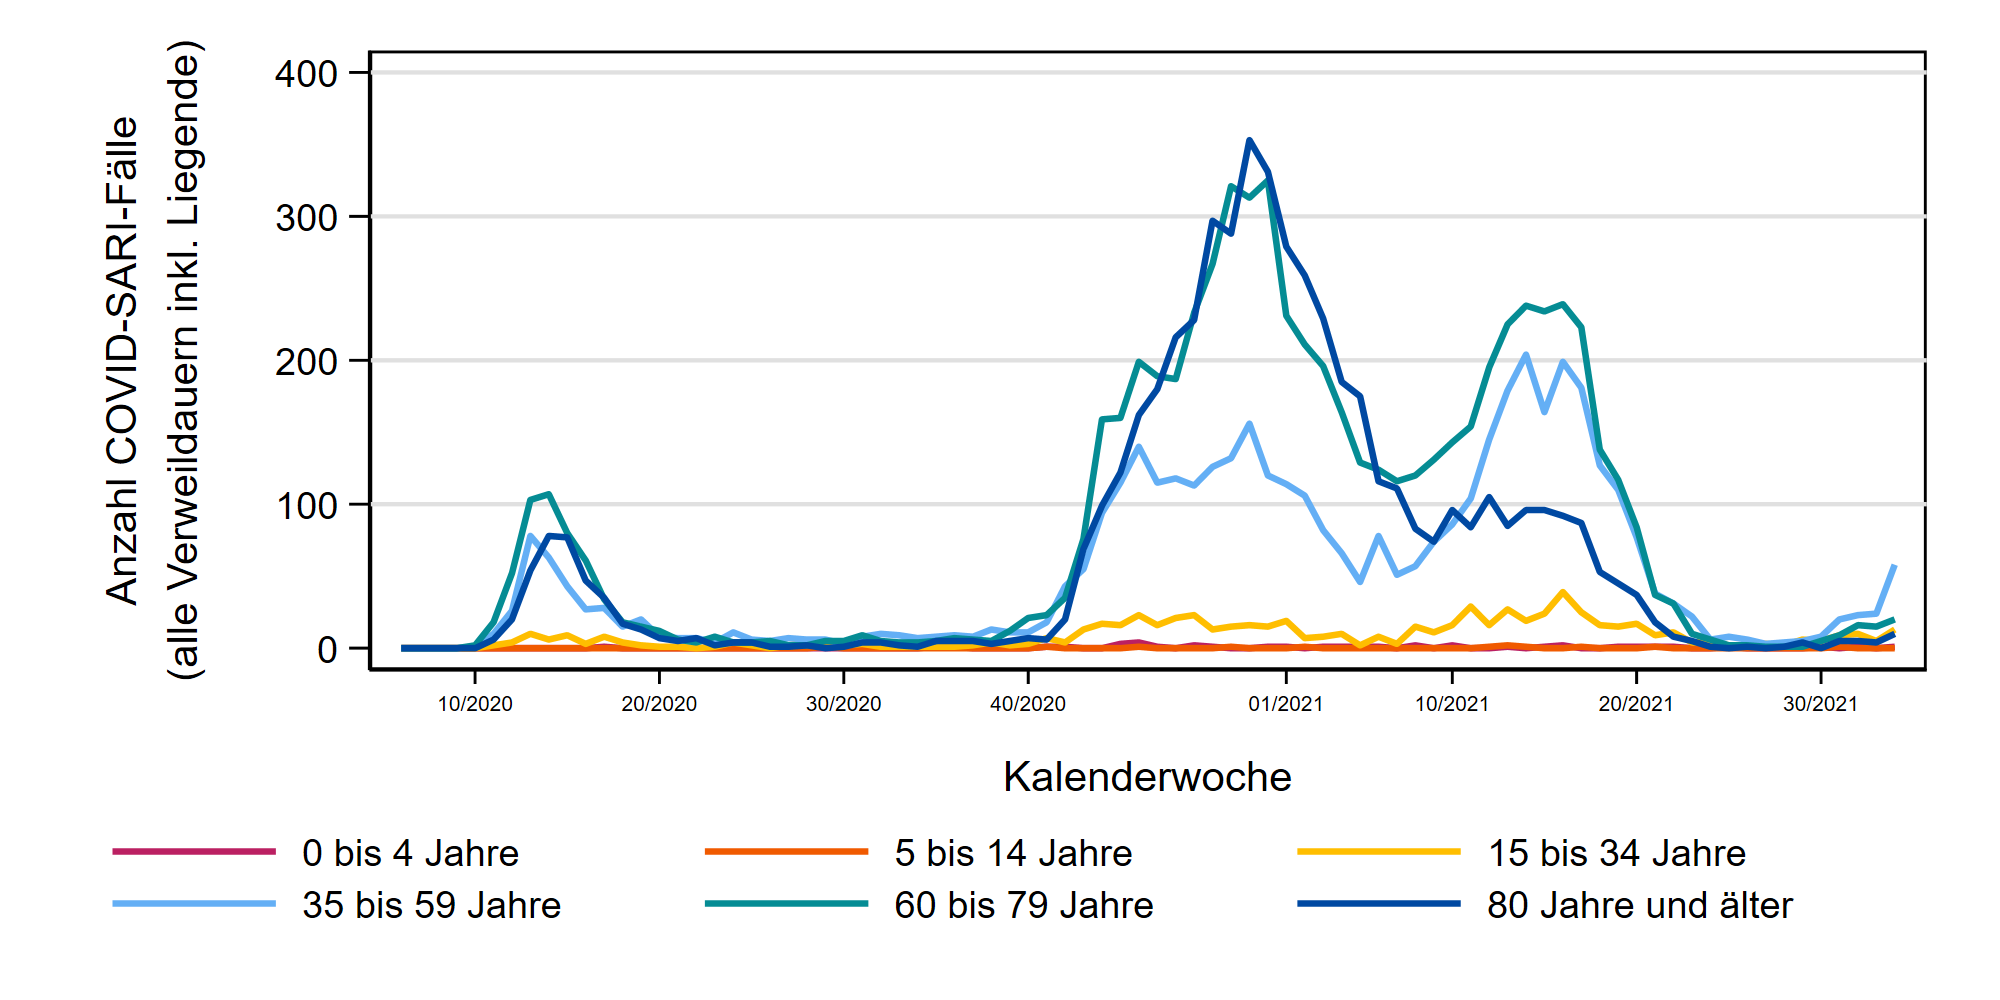 Anzahl COVID-SARI-Fälle
(alle Verweildauern inkl. Liegende)
400
300
200
100
0
10/2020 20/2020 30/2020 40/2020 01/2021 10/2021 20/2021 30/2021
Kalenderwoche
0 bis 4 Jahre 5 bis 14 Jahre 15 bis 34 Jahre
35 bis 59 Jahre 60 bis 79 Jahre 80 Jahre und älter